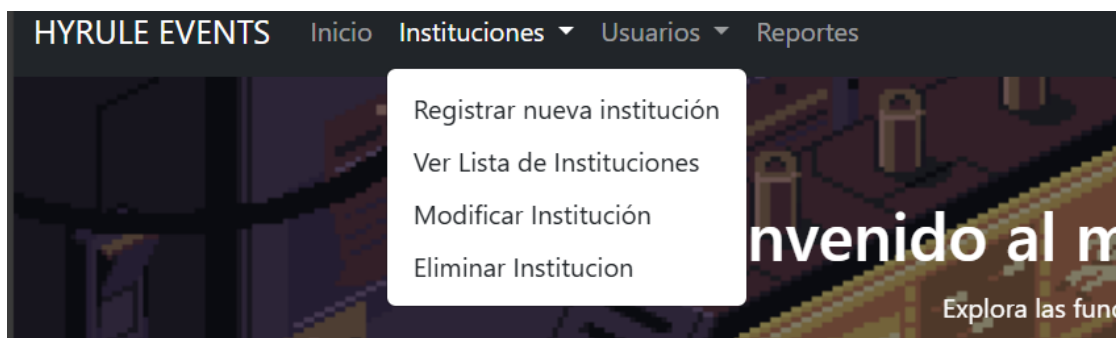 HYRULE EVENTS Inicio Instituciones Usuarios Reportes
Registrar nueva institución
Ver Lista de Instituciones
Modificar Institución
Eliminar Institucion
nvenido al m
Explora las func